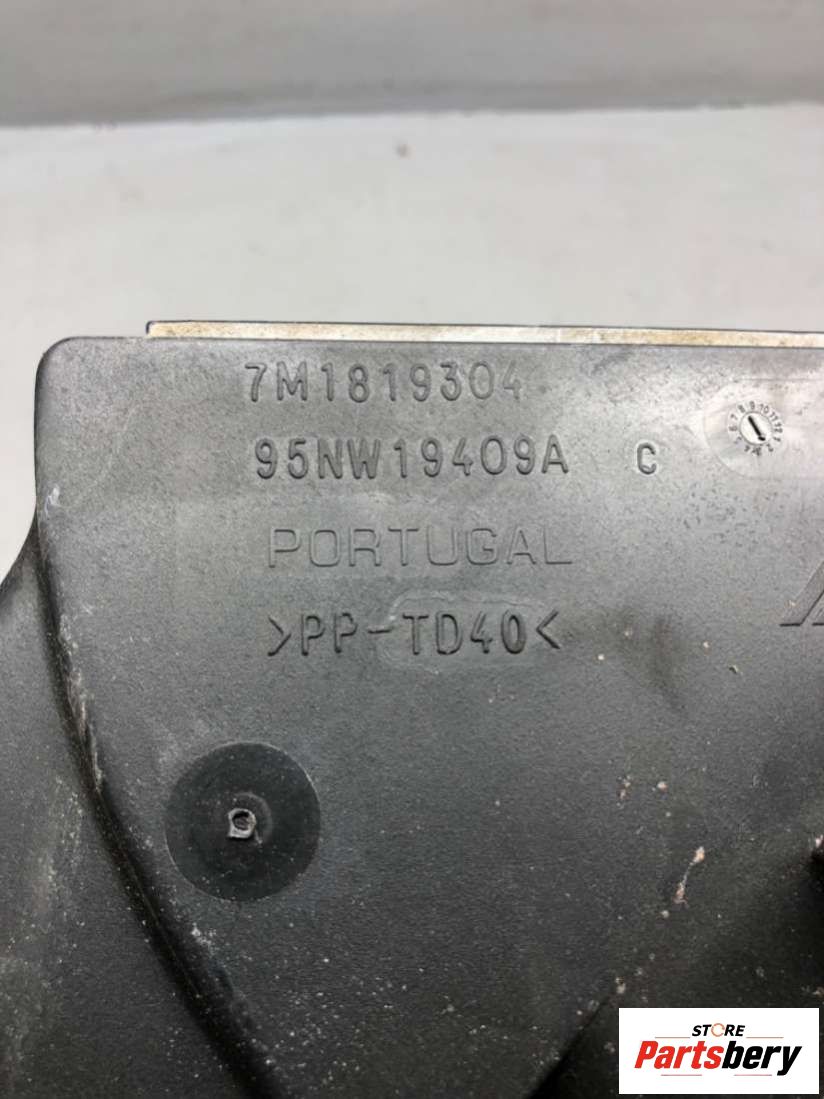 7M1819304
95NW19409A C
PORTUGAL
>PP-TD40<
STORE
Partsbery